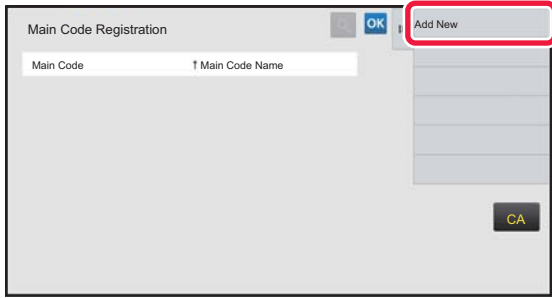 Main Code Registration
OK
Add New
Main Code
↑ Main Code Name
CA